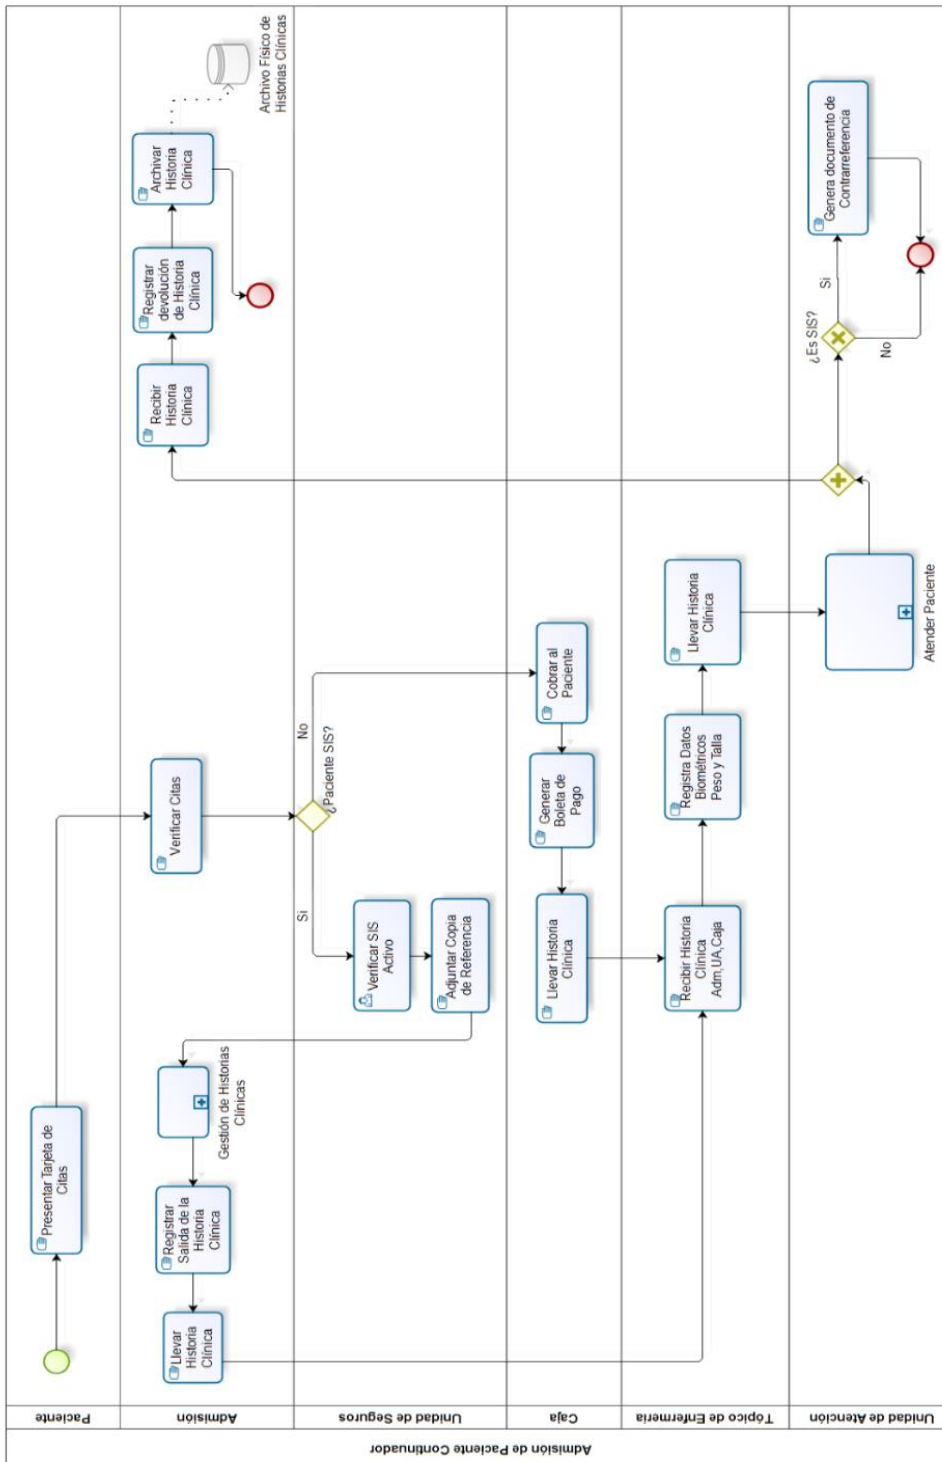 Admisión de Paciente Continuador
Paciente
Admisión
Unidad de Seguros
Caja
Tópico de Enfermería
Unidad de Atención
Presentar Tarjeta de
Citas
Verificar Citas
¿Paciente SIS?
Si
No
Verificar SIS
Activo
Adjuntar Copia
de Referencia
Gestión de Historias
Clínicas
Registrar
Salida de la
Historia
Clínica
Llevar
Historia
Clínica
Cobrar al
Paciente
Generar
Boleta de
Pago
Llevar Historia
Clínica
Recibir Historia
Clínica
Adm,UA,Caja
Registra Datos
Biométricos
Peso y Talla
Llevar Historia
Clínica
Atender Paciente
Recibir
Historia
Clínica
Registrar
devolución
de Historia
Clínica
Archivar
Historia
Clínica
Archivo Físico de
Historias Clínicas
¿Es SIS?
Si
No
Genera documento de
Contrarreferencia